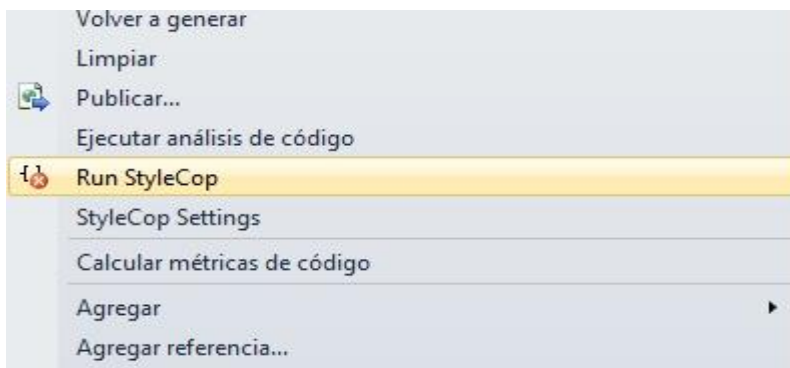 Volver a generar
Limpiar
Publicar...
Ejecutar análisis de código
Run StyleCop
StyleCop Settings
Calcular métricas de código
Agregar
Agregar referencia...